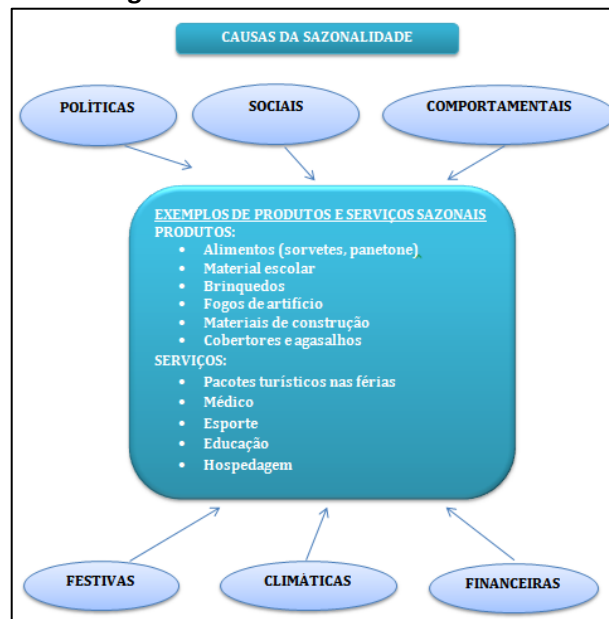 CAUSAS DA SAZONALIDADE
POLÍTICAS
SOCIAIS
COMPORTAMENTAIS
EXEMPLOS DE PRODUTOS E SERVIÇOS SAZONAIS
PRODUTOS:
• Alimentos (sorvetes, panetone)
• Material escolar
• Brinquedos
• Fogos de artifício
• Materiais de construção
• Cobertores e agasalhos
SERVIÇOS:
• Pacotes turísticos nas férias
• Médico
• Esporte
• Educação
• Hospedagem
FESTIVAS
CLIMÁTICAS
FINANCEIRAS